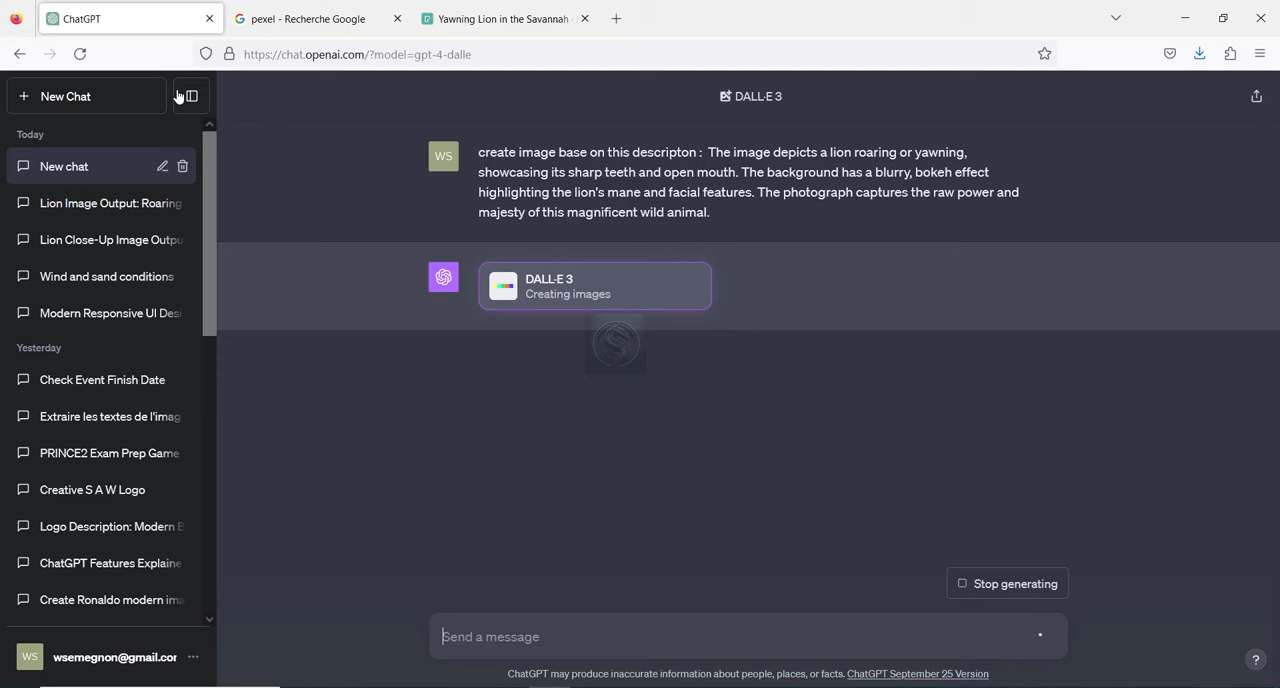 ChatGPT
pexel - Recherche Google
Yawning Lion in the Savannah
https://chat.openai.com/?model=gpt-4-dalle
New Chat
DALL·E 3
Today
New chat
Lion Image Output: Roaring
Lion Close-Up Image Outpu
Wind and sand conditions
Modern Responsive UI Desi
Yesterday
Check Event Finish Date
Extraire les textes de l'imag
PRINCE2 Exam Prep Game
Creative S A W Logo
Logo Description: Modern B
ChatGPT Features Explaine
Create Ronaldo modern ima
WS wsemegnon@gmail.cor
WS
create image base on this descripton : The image depicts a lion roaring or yawning,
showcasing its sharp teeth and open mouth. The background has a blurry, bokeh effect
highlighting the lion's mane and facial features. The photograph captures the raw power and
majesty of this magnificent wild animal.
DALL·E 3
Creating images
Stop generating
Send a message
ChatGPT may produce inaccurate information about people, places, or facts. ChatGPT September 25 Version
?